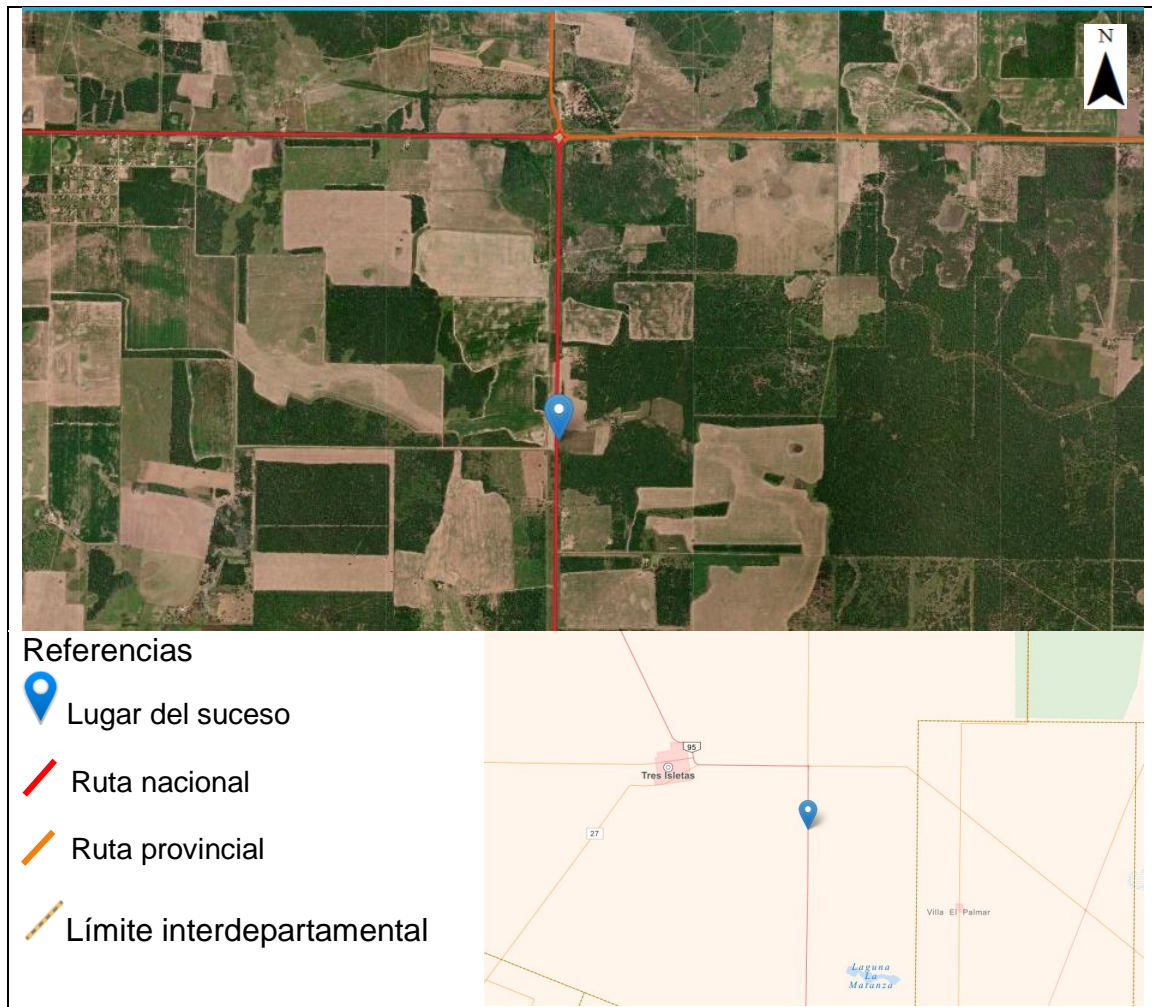 N
Referencias
Lugar del suceso
Ruta nacional
Ruta provincial
Límite interdepartamental
95
Tres Isletas
27
Villa El Palmar
Laguna
La
Matanza